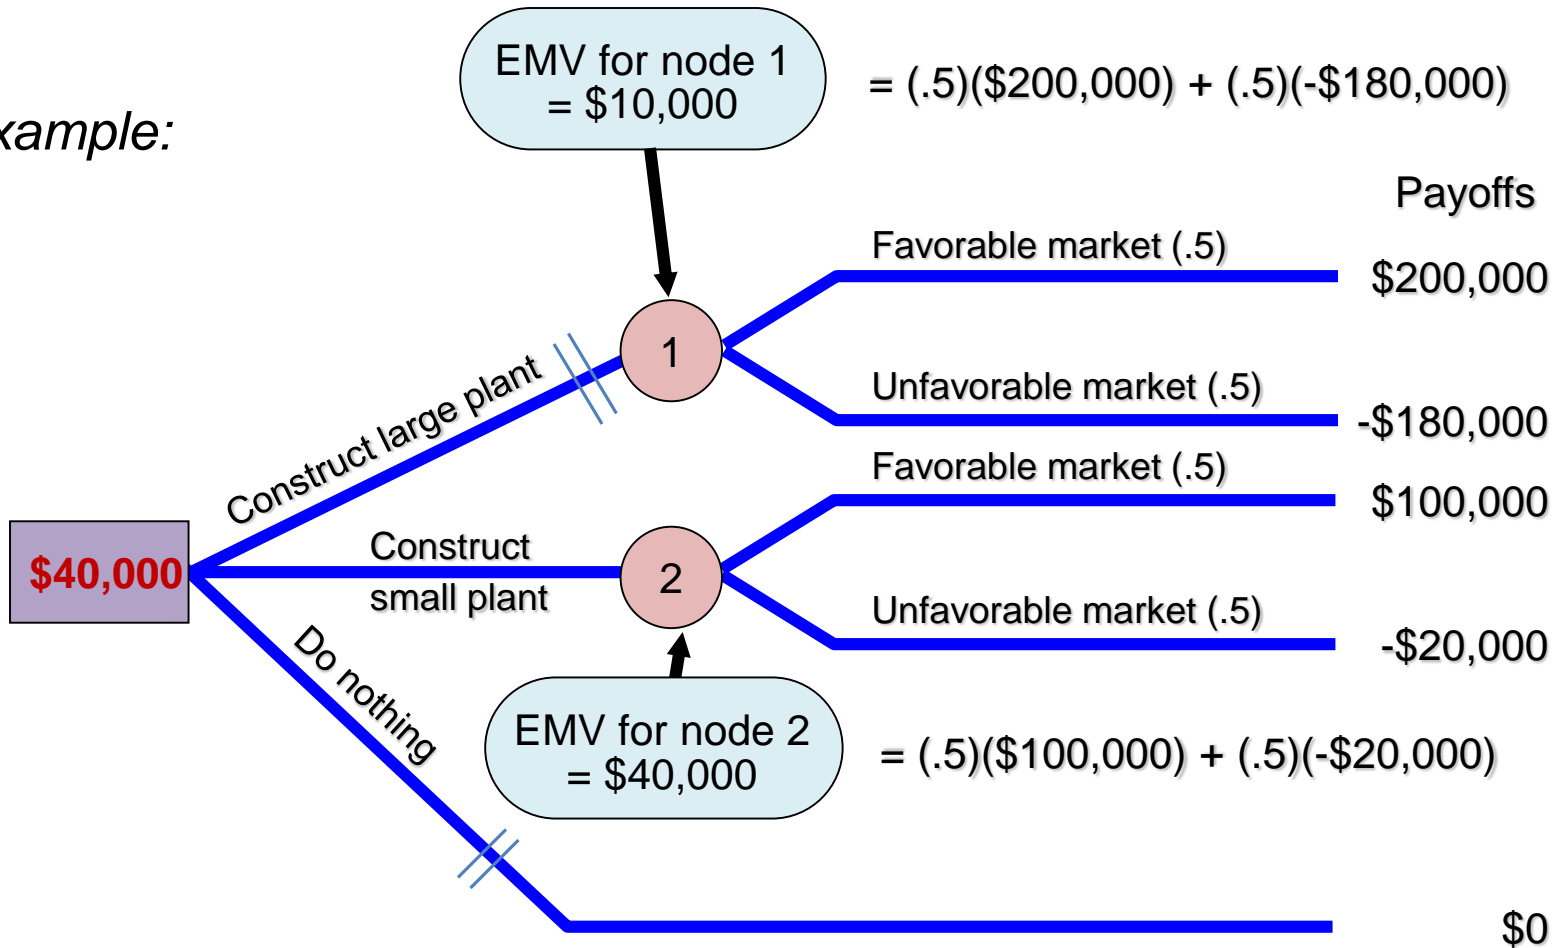 EMV for node 1
= $10,000
= (.5)($200,000) + (.5)(-$180,000)
xample:
Payoffs
Favorable market (.5)
$200,000
1
Construct large plant
Unfavorable market (.5)
-$180,000
Favorable market (.5)
$100,000
$40,000
Construct
small plant
2
Unfavorable market (.5)
-$20,000
Do nothing
EMV for node 2
= $40,000
= (.5)($100,000) + (.5)(-$20,000)
$0